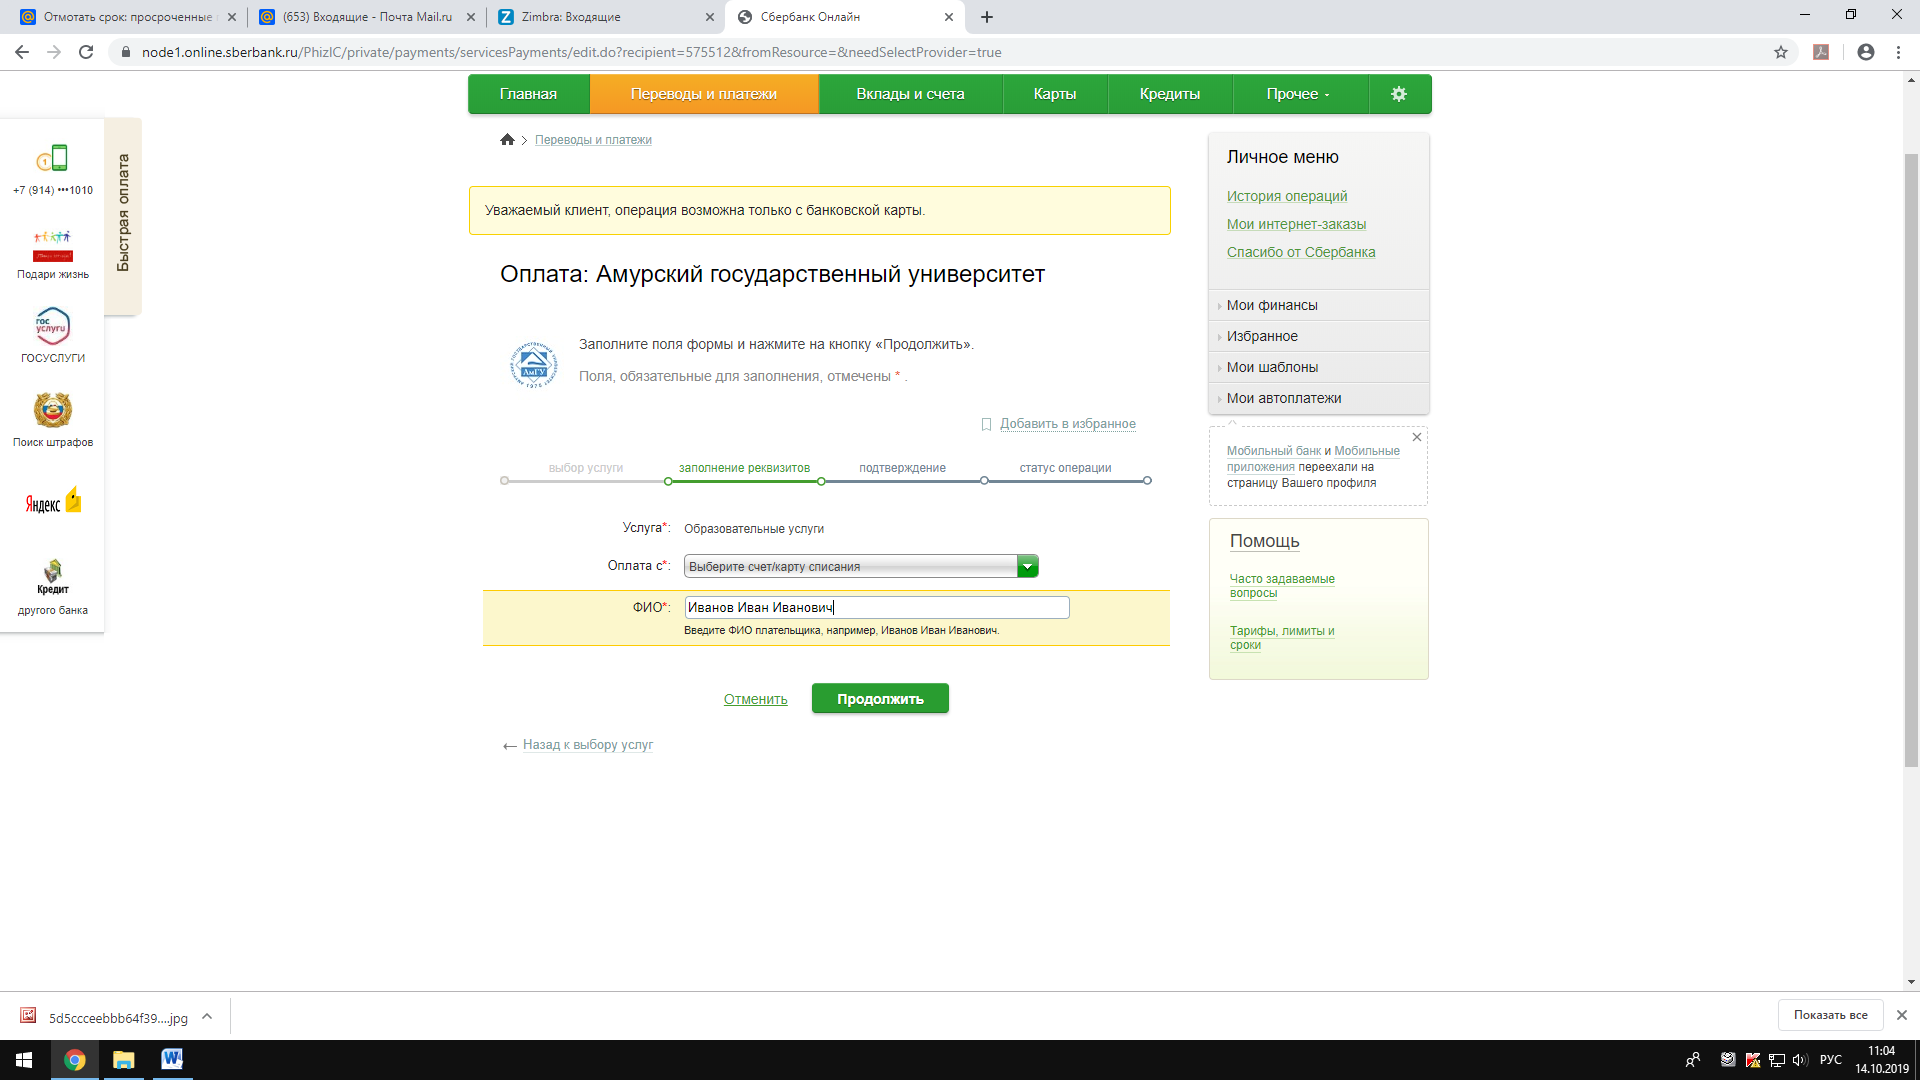 Отмотать срок: просроченные
(653) Входящие - Почта Mail.ru
Zimbra: Входящие
Сбербанк Онлайн
node1.online.sberbank.ru/PhizIC/private/payments/servicesPayments/edit.do?recipient=575512&fromResource=&needSelectProvider=true
Главная
Переводы и платежи
Вклады и счета
Карты
Кредиты
Прочее
Переводы и платежи
Быстрая оплата
1
+7 (914) •••1010
Подари жизнь
гос
услуги
ГОСУСЛУГИ
Поиск штрафов
Яндекс
Кредит
другого банка
Уважаемый клиент, операция возможна только с банковской карты.
Оплата: Амурский государственный университет
АмГУ
Заполните поля формы и нажмите на кнопку «Продолжить».
Поля, обязательные для заполнения, отмечены * .
Добавить в избранное
выбор услуги
заполнение реквизитов
подтверждение
статус операции
Услуга*:
Образовательные услуги
Оплата с*:
Выберите счет/карту списания
ФИО*:
Иванов Иван Иванович
Введите ФИО плательщика, например, Иванов Иван Иванович.
Отменить
Продолжить
← Назад к выбору услуг
Личное меню
История операций
Мои интернет-заказы
Спасибо от Сбербанка
Мои финансы
Избранное
Мои шаблоны
Мои автоплатежи
Мобильный банк и Мобильные
приложения переехали на
страницу Вашего профиля
Помощь
Часто задаваемые
вопросы
Тарифы, лимиты и
сроки
5d5ccceebbb64f39....jpg
Показать все
РУС
11:04
14.10.2019